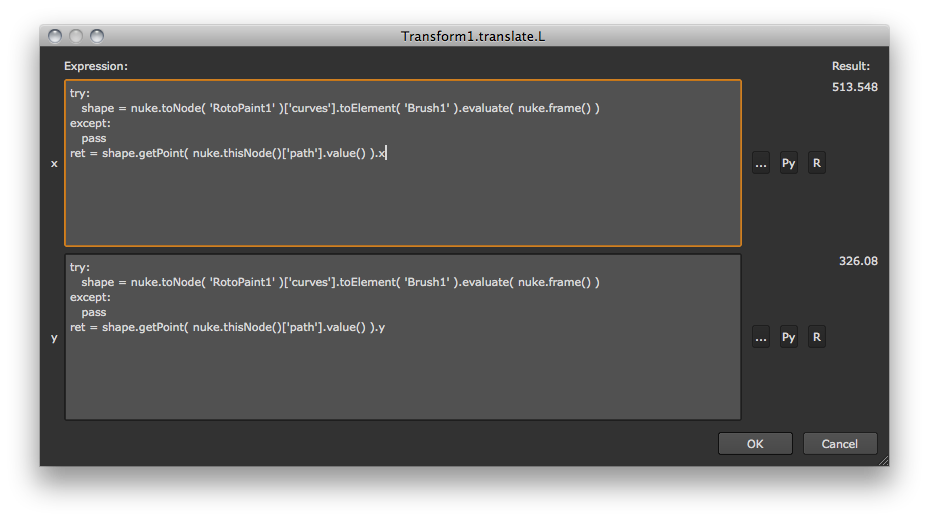 Transform1.translate.L
Expression: Result:
try:
shape = nuke.toNode( 'RotoPaint1' )['curves'].toElement( 'Brush1' ).evaluate( nuke.frame() )
except:
pass
ret = shape.getPoint( nuke.thisNode()['path'].value() ).x
513.548
x
... Py R
try:
shape = nuke.toNode( 'RotoPaint1' )['curves'].toElement( 'Brush1' ).evaluate( nuke.frame() )
except:
pass
ret = shape.getPoint( nuke.thisNode()['path'].value() ).y
326.08
y
... Py R
OK Cancel